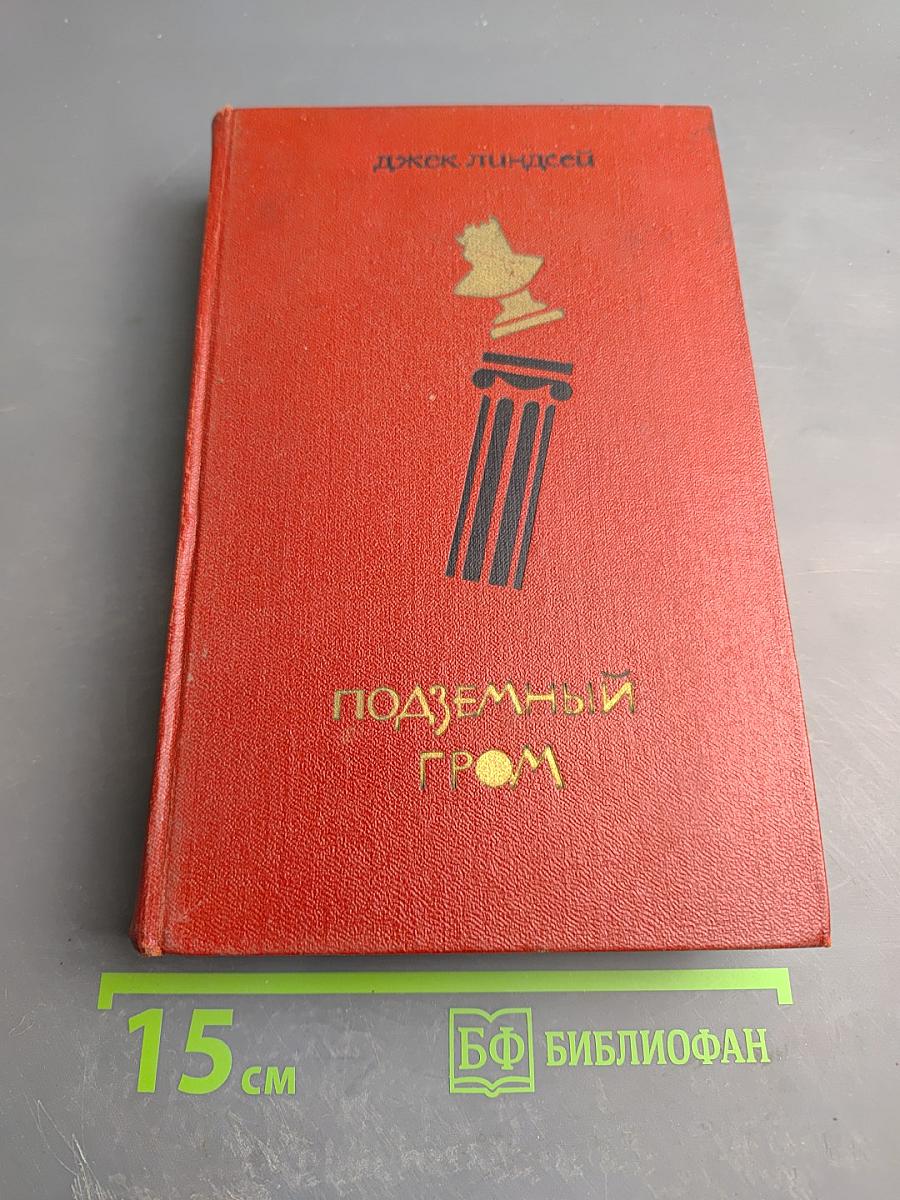 джек линдсей
ПОДЗЕМНЫЙ
ГРОМ
15 см
БФ БИБЛИОФАН